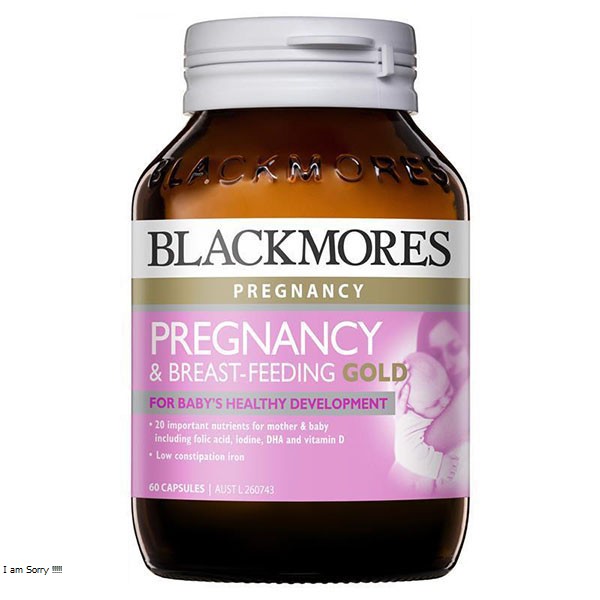 BLACKMORES
BLACKMORES
PREGNANCY
PREGNANCY
& BREAST-FEEDING GOLD
FOR BABY'S HEALTHY DEVELOPMENT
• 20 important nutrients for mother & baby
including folic acid, iodine, DHA and vitamin D
• Low constipation iron
60 CAPSULES | AUST L 260743
I am Sorry !!!!!